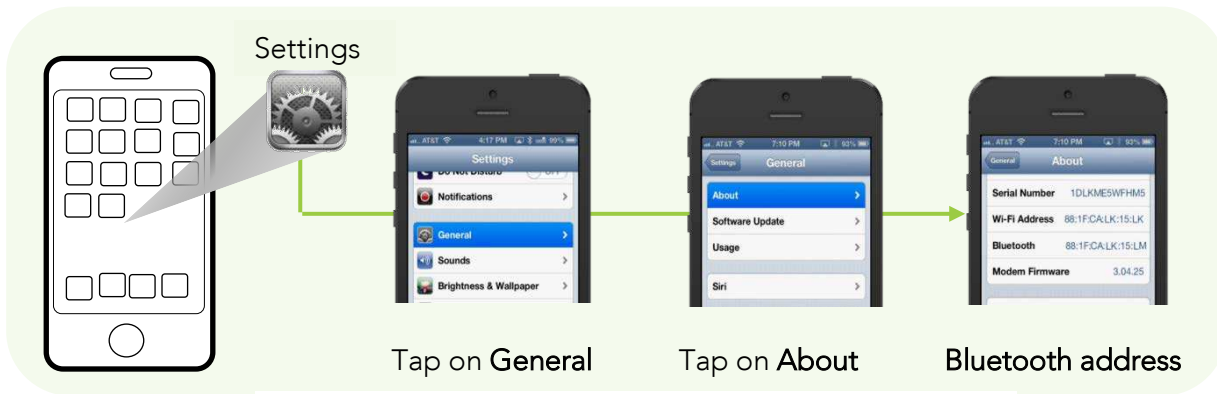 Settings
AT&T 4:17 PM 99%
Settings
Do Not Disturb OFF
Notifications
General
Sounds
Brightness & Wallpaper
Tap on General
AT&T 7:10 PM 93%
Settings General
About
Software Update
Usage
Siri
Tap on About
AT&T 7:10 PM 93%
General About
Serial Number 1DLKME5WFHM5
Wi-Fi Address 88:1F:CA:LK:15:LK
Bluetooth 88:1F:CA:LK:15:LM
Modem Firmware 3.04.25
Bluetooth address